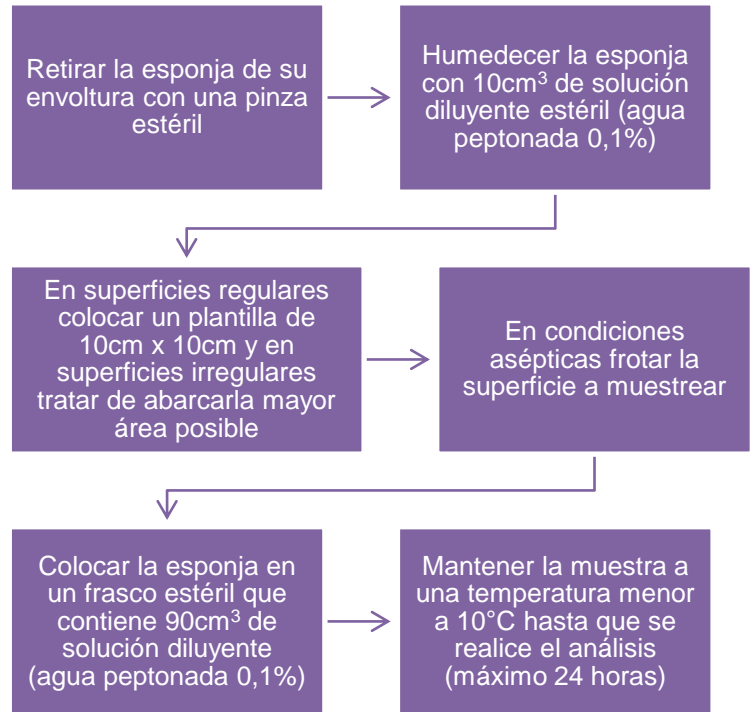 Retirar la esponja de su
envoltura con una pinza
estéril
Humedecer la esponja
con 10cm³ de solución
diluyente estéril (agua
peptonada 0,1%)
En superficies regulares
colocar un plantilla de
10cm x 10cm y en
superficies irregulares
tratar de abarcarla mayor
área posible
En condiciones
asépticas frotar la
superficie a muestrear
Colocar la esponja en
un frasco estéril que
contiene 90cm³ de
solución diluyente
(agua peptonada 0,1%)
Mantener la muestra a
una temperatura menor
a 10°C hasta que se
realice el análisis
(máximo 24 horas)